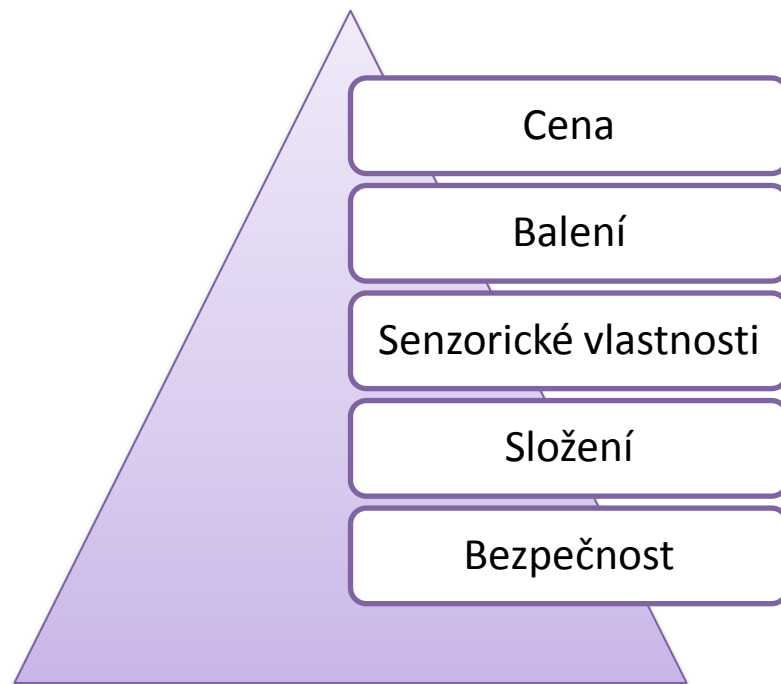 Cena
Balení
Senzorické vlastnosti
Složení
Bezpečnost